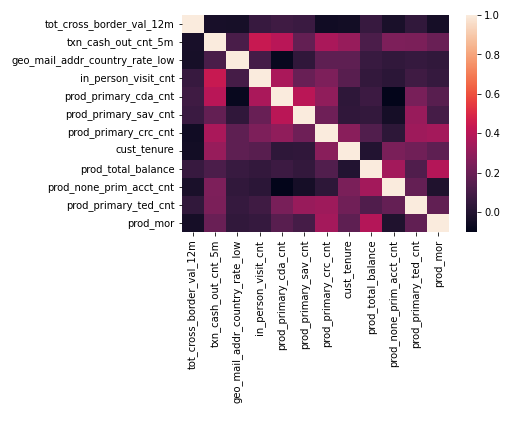 tot_cross_border_val_12m
txn_cash_out_cnt_5m
geo_mail_addr_country_rate_low
in_person_visit_cnt
prod_primary_cda_cnt
prod_primary_sav_cnt
prod_primary_crc_cnt
cust_tenure
prod_total_balance
prod_none_prim_acct_cnt
prod_primary_ted_cnt
prod_mor
tot_cross_border_val_12m
txn_cash_out_cnt_5m
geo_mail_addr_country_rate_low
in_person_visit_cnt
prod_primary_cda_cnt
prod_primary_sav_cnt
prod_primary_crc_cnt
cust_tenure
prod_total_balance
prod_none_prim_acct_cnt
prod_primary_ted_cnt
prod_mor
1.0
0.8
0.6
0.4
0.2
0.0